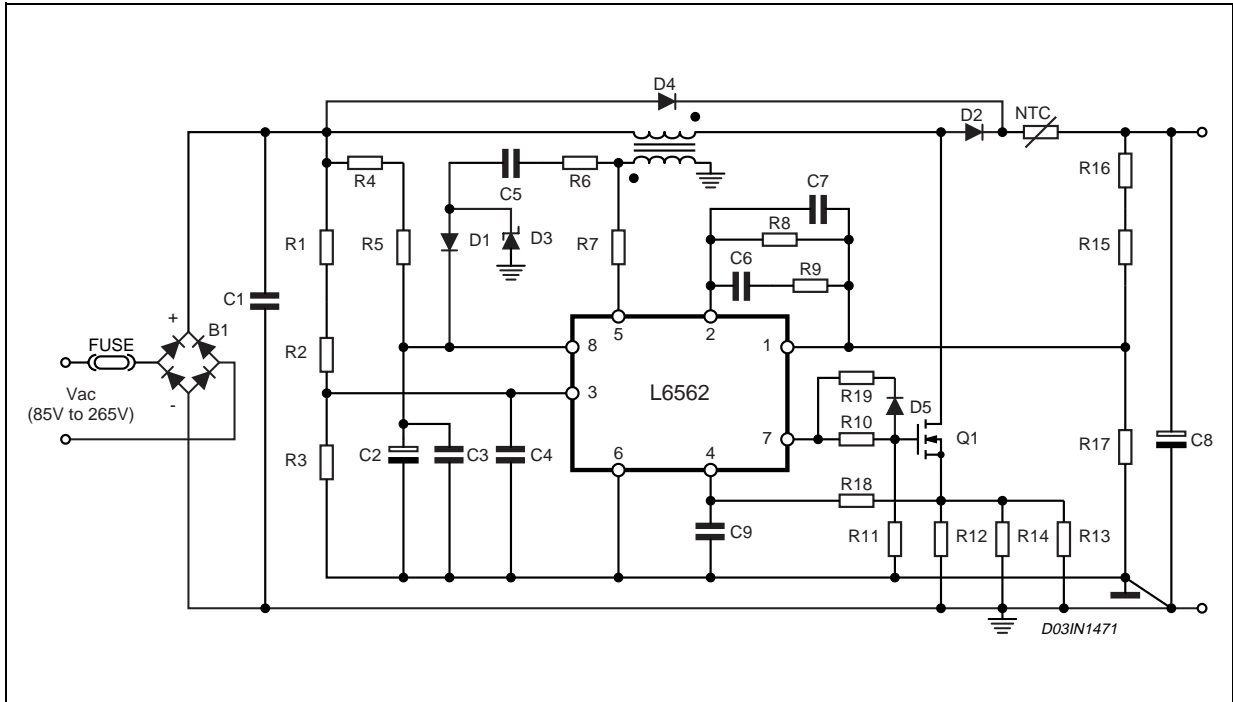 D4
D2
NTC
R4
C5
R6
C7
R16
R1
R5
D1
D3
R7
R8
R15
C6
R9
C1
+
B1
FUSE
5
2
R2
8
1
Vac
(85V to 265V)
-
3
L6562
R19
D5
R10
7
Q1
R17
C8
R3
C2
C3
C4
6
4
R18
C9
R11
R12
R14
R13
D03IN1471